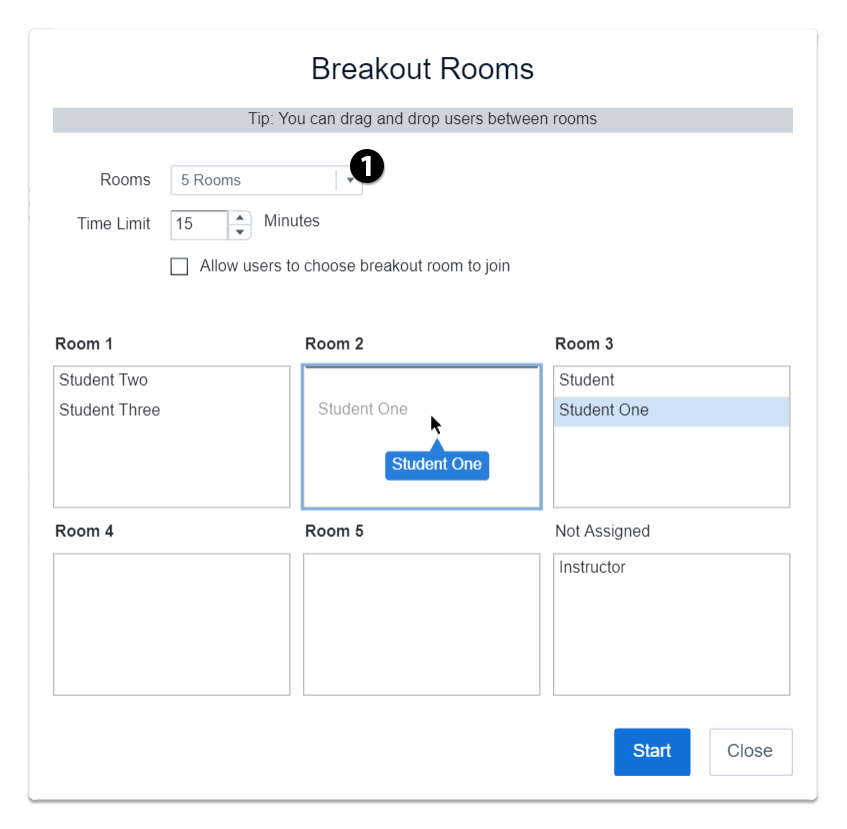 Breakout Rooms
Tip: You can drag and drop users between rooms
1
Rooms 5 Rooms
Time Limit 15 Minutes
Allow users to choose breakout room to join
Room 1 Room 2 Room 3
Student Two Student
Student Three Student One Student One
Student One
Room 4 Room 5 Not Assigned
Instructor
Start Close